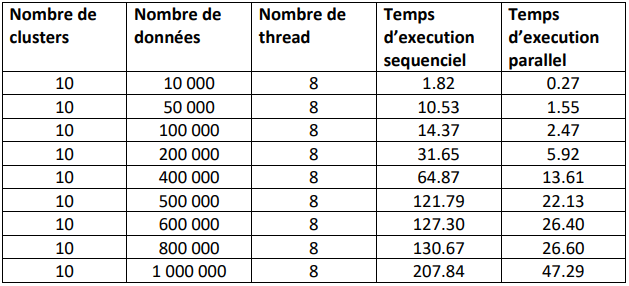 Nombre de clusters Nombre de données Nombre de thread Temps d'execution sequenciel Temps d'execution parallel
10 10 000 8 1.82 0.27
10 50 000 8 10.53 1.55
10 100 000 8 14.37 2.47
10 200 000 8 31.65 5.92
10 400 000 8 64.87 13.61
10 500 000 8 121.79 22.13
10 600 000 8 127.30 26.40
10 800 000 8 130.67 26.60
10 1 000 000 8 207.84 47.29